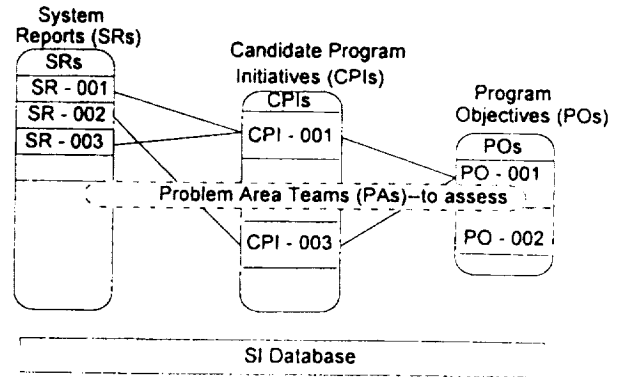 System
Reports (SRs)
SRs
SR - 001
SR - 002
SR - 003
Candidate Program
Initiatives (CPIs)
CPIs
CPI - 001
CPI - 003
Program
Objectives (POs)
POs
PO - 001
PO - 002
Problem Area Teams (PAs)--to assess
SI Database